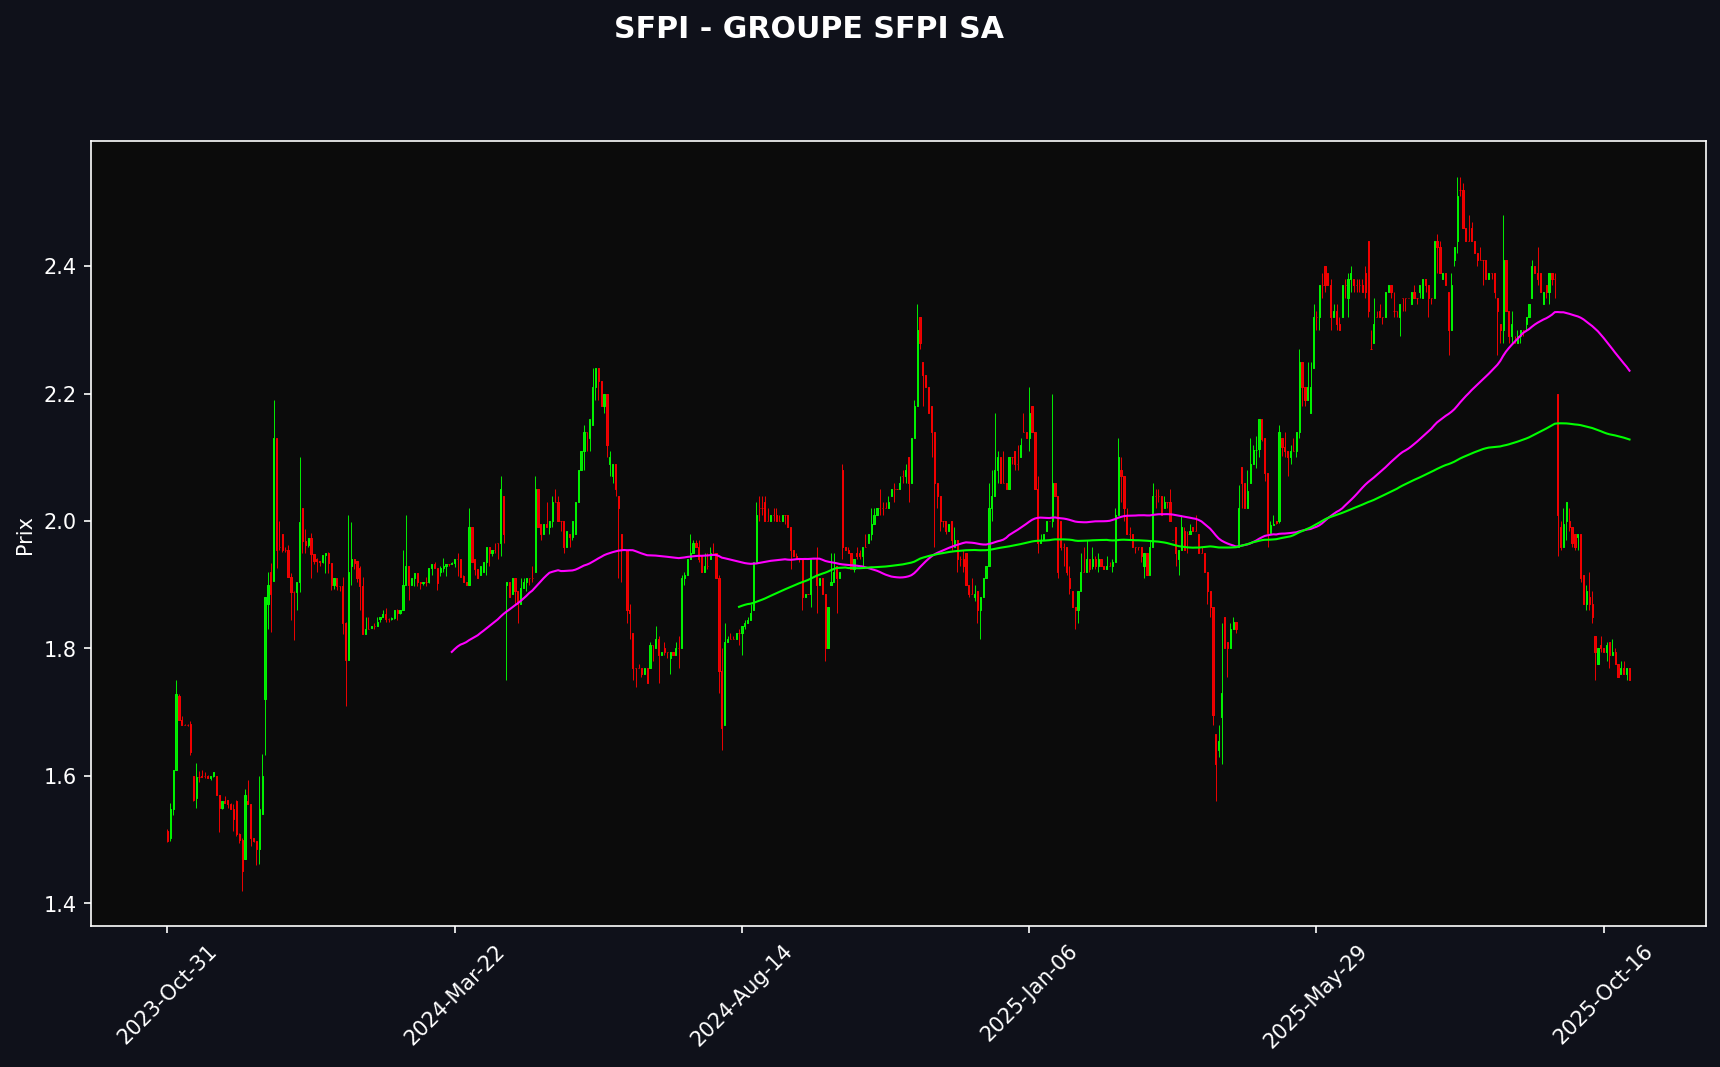 SFPI - GROUPE SFPI SA
Prix
2.4
2.2
2.0
1.8
1.6
1.4
2023-Oct-31
2024-Mar-22
2024-Aug-14
2025-Jan-06
2025-May-29
2025-Oct-16